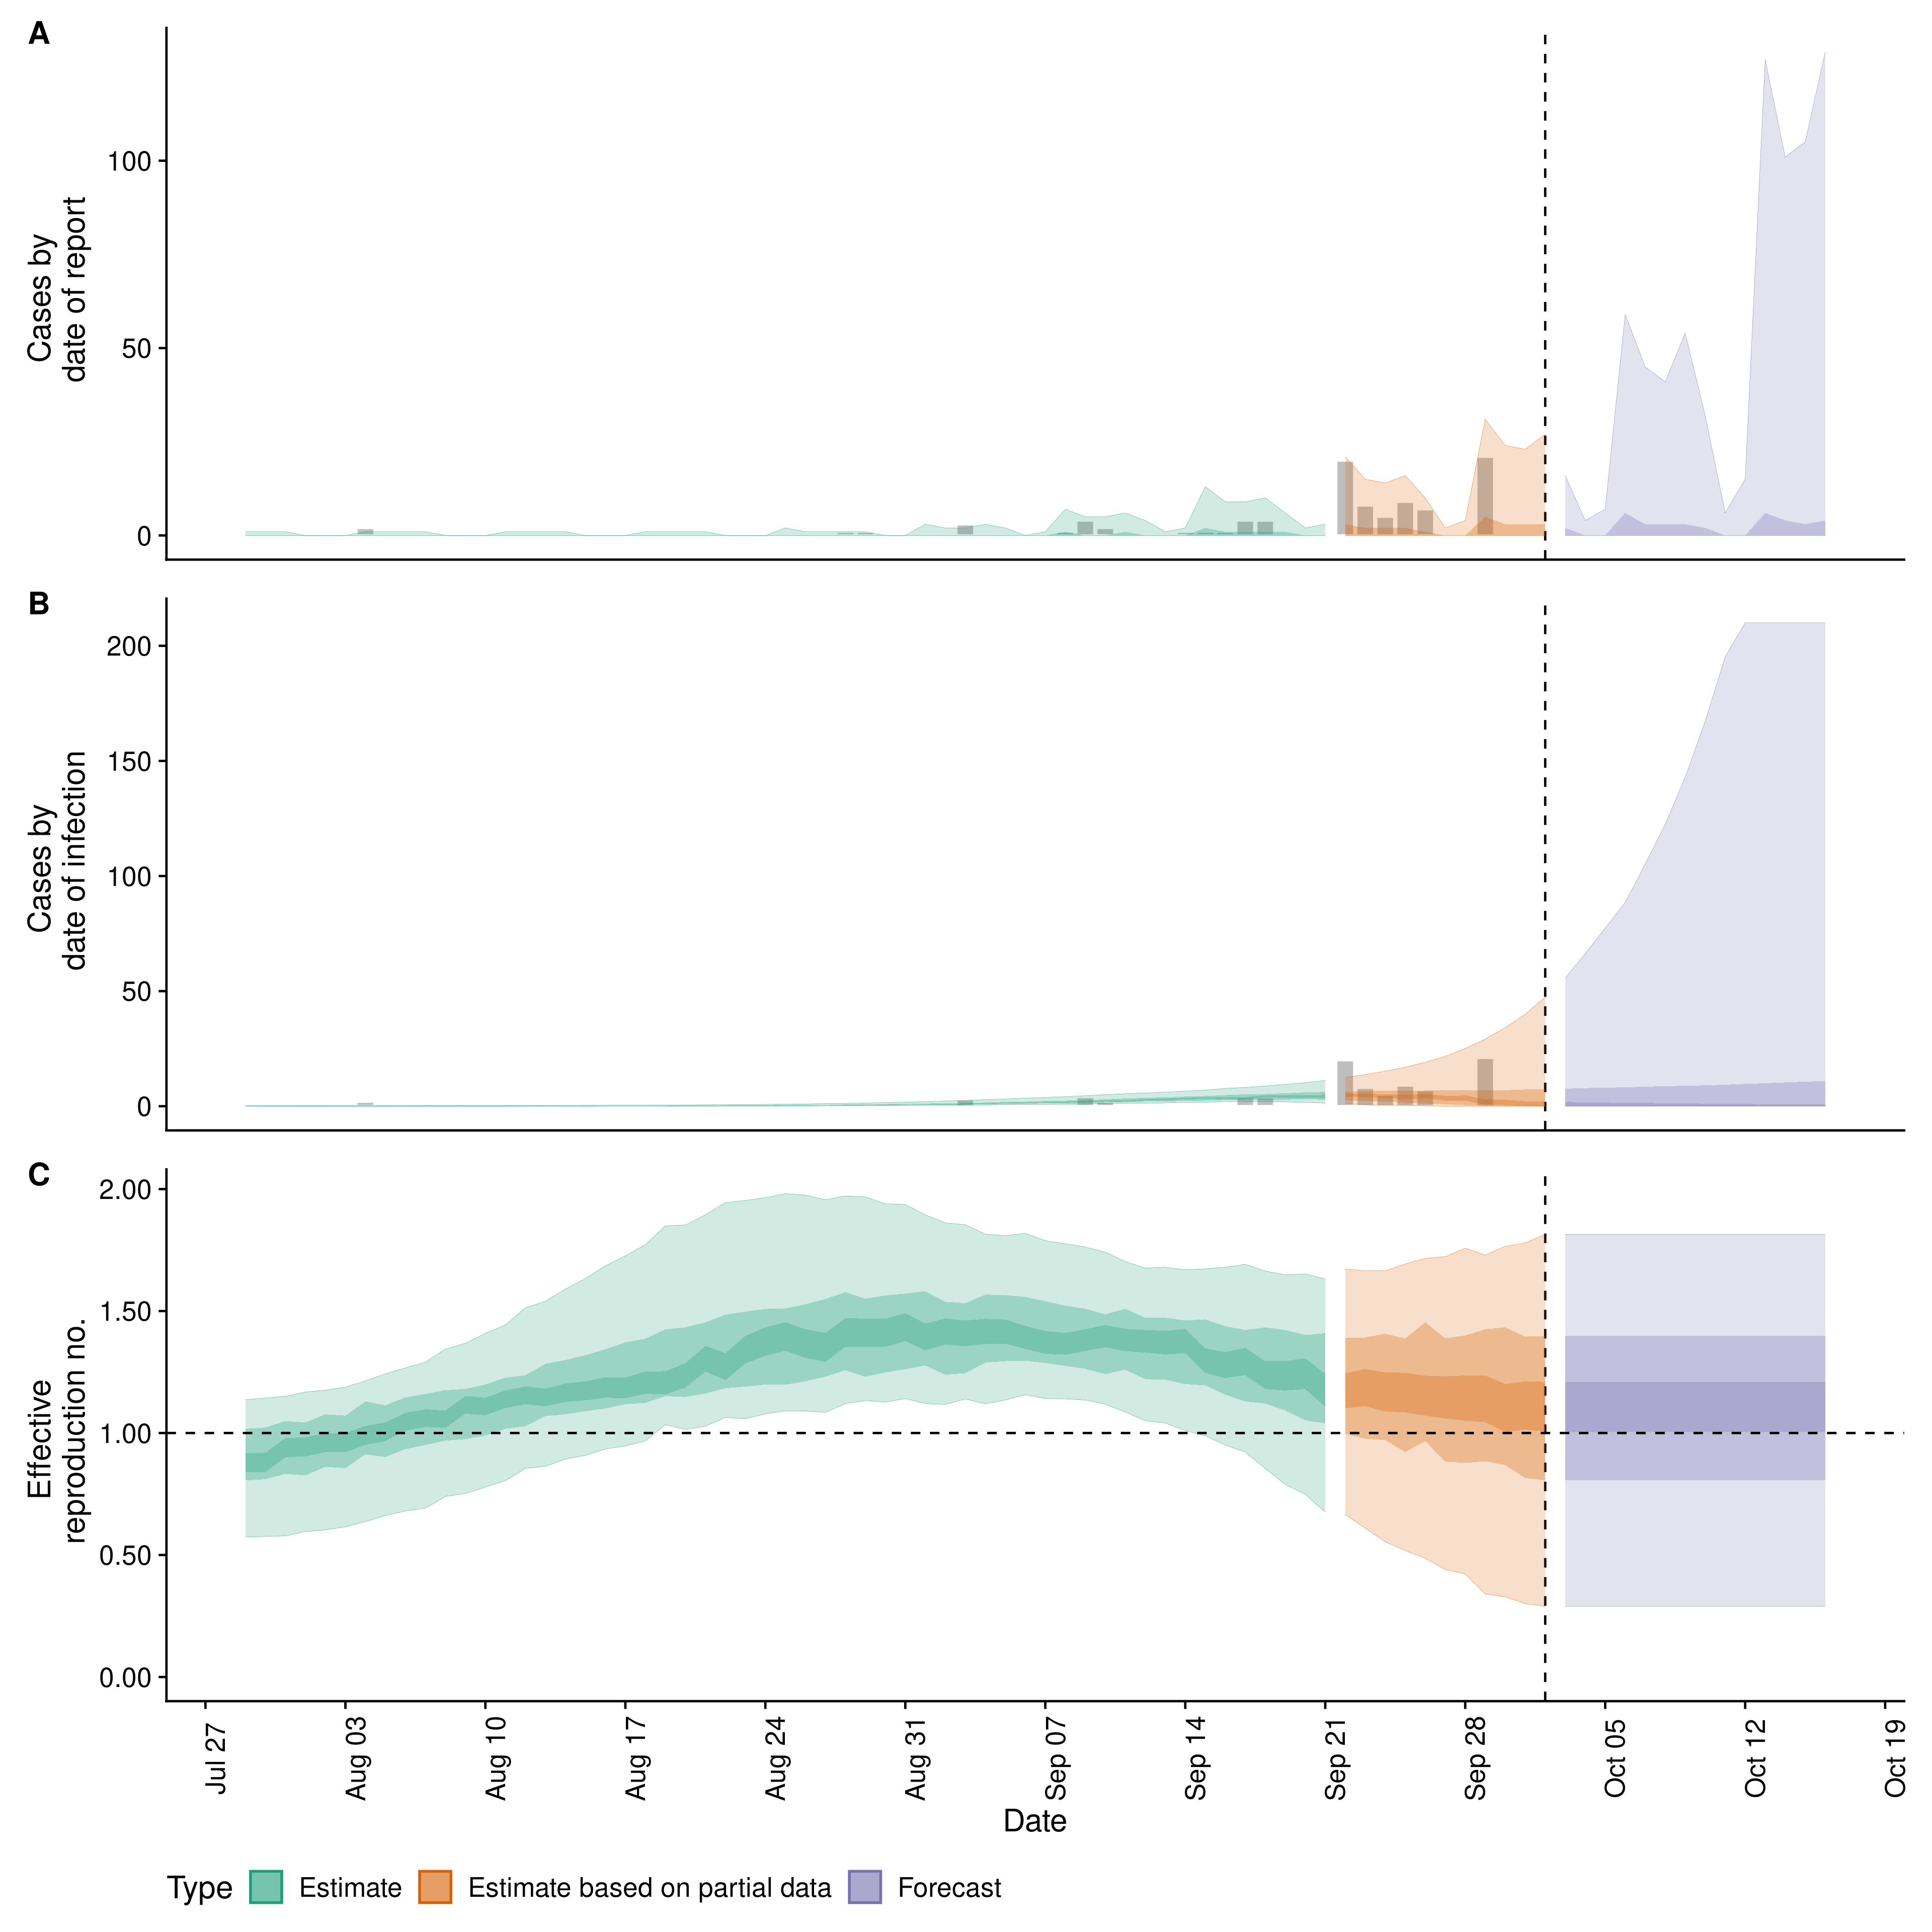 A
Cases by
date of report
100
50
0
B
Cases by
date of infection
200
150
100
50
0
C
Effective
reproduction no.
2.00
1.50
1.00
0.50
0.00
Jul 27
Aug 03
Aug 10
Aug 17
Aug 24
Aug 31
Sep 07
Sep 14
Sep 21
Sep 28
Oct 05
Oct 12
Oct 19
Date
Type Estimate Estimate based on partial data Forecast